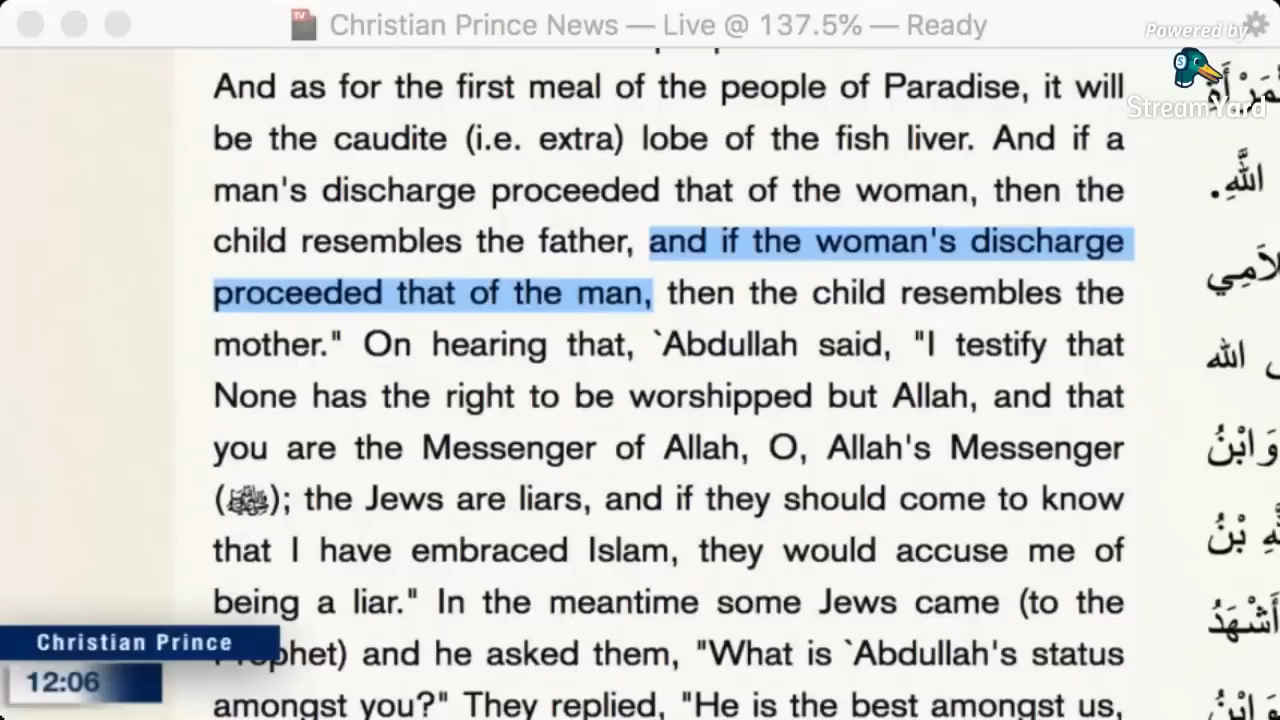 Christian Prince News — Live @ 137.5% — Ready
Powered by
StreamYard
And as for the first meal of the people of Paradise, it will
be the caudite (i.e. extra) lobe of the fish liver. And if a
man's discharge proceeded that of the woman, then the
child resembles the father, and if the woman's discharge
proceeded that of the man, then the child resembles the
mother." On hearing that, `Abdullah said, "I testify that
None has the right to be worshipped but Allah, and that
you are the Messenger of Allah, O, Allah's Messenger
(ﷺ); the Jews are liars, and if they should come to know
that I have embraced Islam, they would accuse me of
being a liar." In the meantime some Jews came (to the
Prophet) and he asked them, "What is `Abdullah's status
amongst you?" They replied, "He is the best amongst us,
اللَّهِ.
الله
وَابْنُ
Christian Prince
12:06